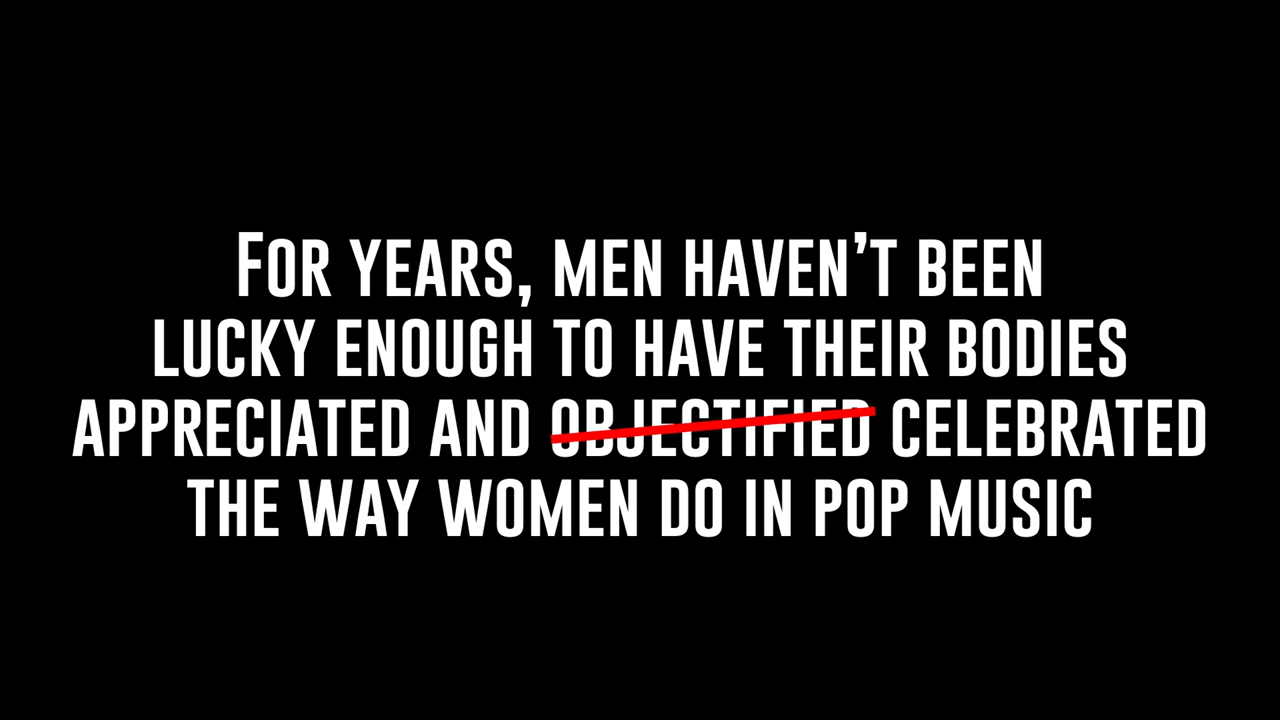 FOR YEARS, MEN HAVEN'T BEEN
LUCKY ENOUGH TO HAVE THEIR BODIES
APPRECIATED AND OBJECTIFIED CELEBRATED
THE WAY WOMEN DO IN POP MUSIC